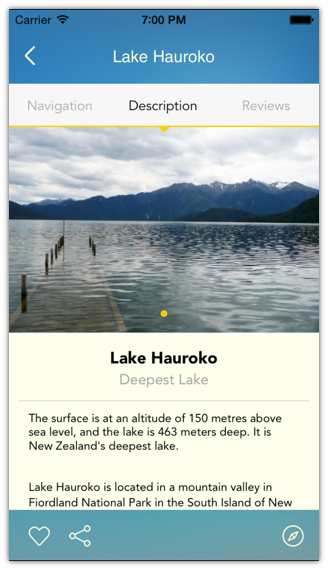 Carrier 7:00 PM
Lake Hauroko
Navigation Description Reviews
Lake Hauroko
Deepest Lake
The surface is at an altitude of 150 metres above
sea level, and the lake is 463 meters deep. It is
New Zealand's deepest lake.
Lake Hauroko is located in a mountain valley in
Fiordland National Park in the South Island of New